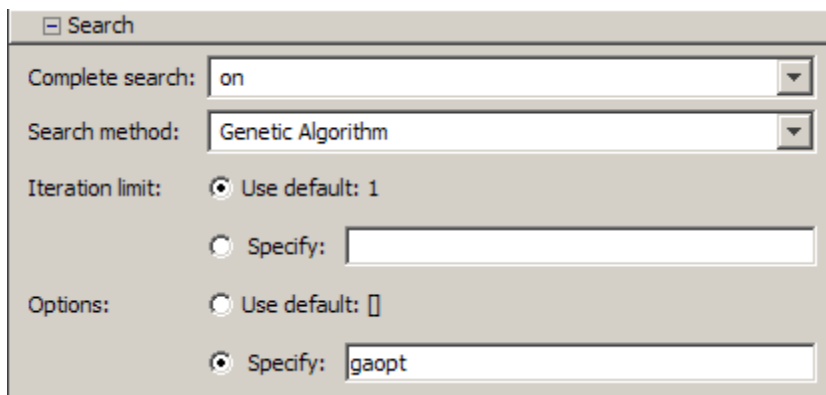 Search
Complete search: on
Search method: Genetic Algorithm
Iteration limit: Use default: 1
Specify:
Options: Use default: []
Specify: gaopt